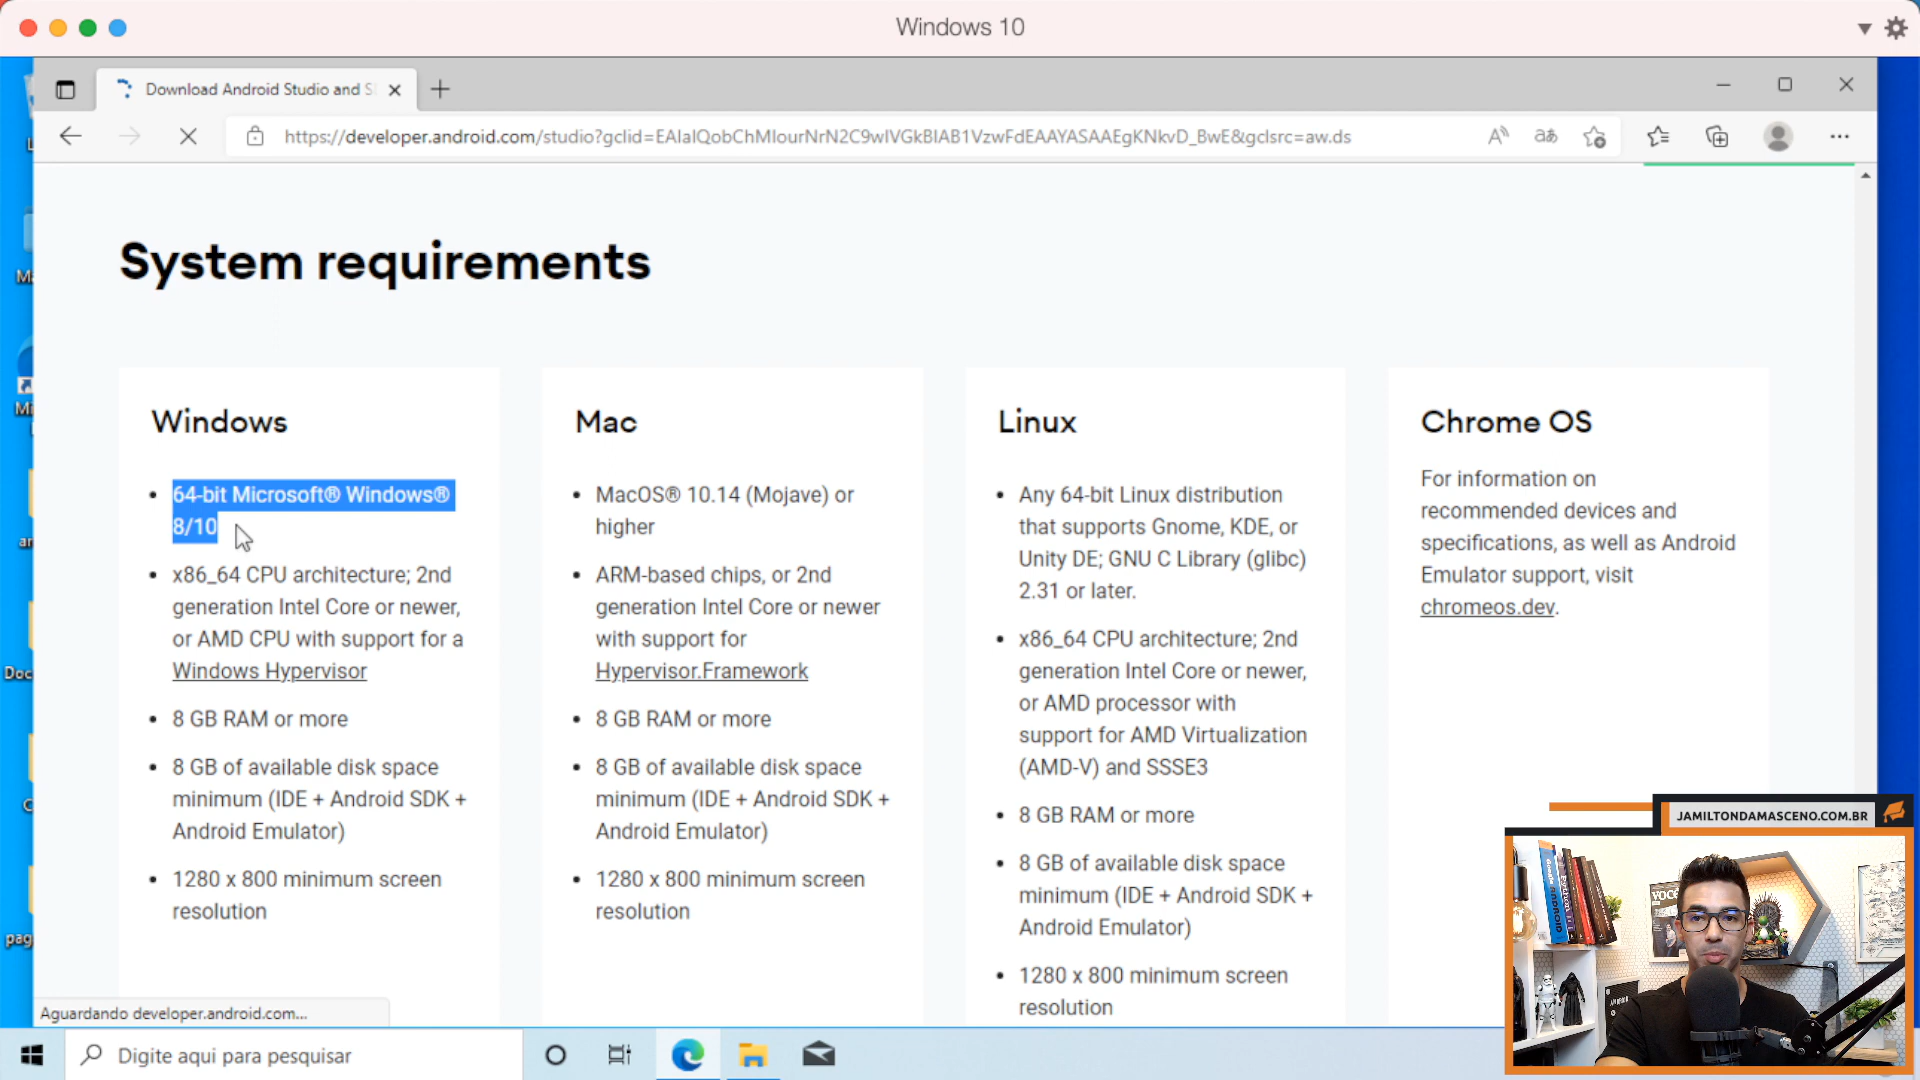 Windows 10
Download Android Studio and S
https://developer.android.com/studio?gclid=EAIaIQobChMIourNrN2C9wIVGkBIAB1VzwFdEAAYASAAEgKNkvD_BwE&gclsrc=aw.ds
System requirements
Windows
64-bit Microsoft® Windows®
8/10
x86_64 CPU architecture; 2nd
generation Intel Core or newer,
or AMD CPU with support for a
Windows Hypervisor
8 GB RAM or more
8 GB of available disk space
minimum (IDE + Android SDK +
Android Emulator)
1280 x 800 minimum screen
resolution
Mac
MacOS® 10.14 (Mojave) or
higher
ARM-based chips, or 2nd
generation Intel Core or newer
with support for
Hypervisor.Framework
8 GB RAM or more
8 GB of available disk space
minimum (IDE + Android SDK +
Android Emulator)
1280 x 800 minimum screen
resolution
Linux
Any 64-bit Linux distribution
that supports Gnome, KDE, or
Unity DE; GNU C Library (glibc)
2.31 or later.
x86_64 CPU architecture; 2nd
generation Intel Core or newer,
or AMD processor with
support for AMD Virtualization
(AMD-V) and SSSE3
8 GB RAM or more
8 GB of available disk space
minimum (IDE + Android SDK +
Android Emulator)
1280 x 800 minimum screen
resolution
Chrome OS
For information on
recommended devices and
specifications, as well as Android
Emulator support, visit
chromeos.dev.
JAMILTONDAMASCENO.COM.BR
Aguardando developer.android.com...
Digite aqui para pesquisar